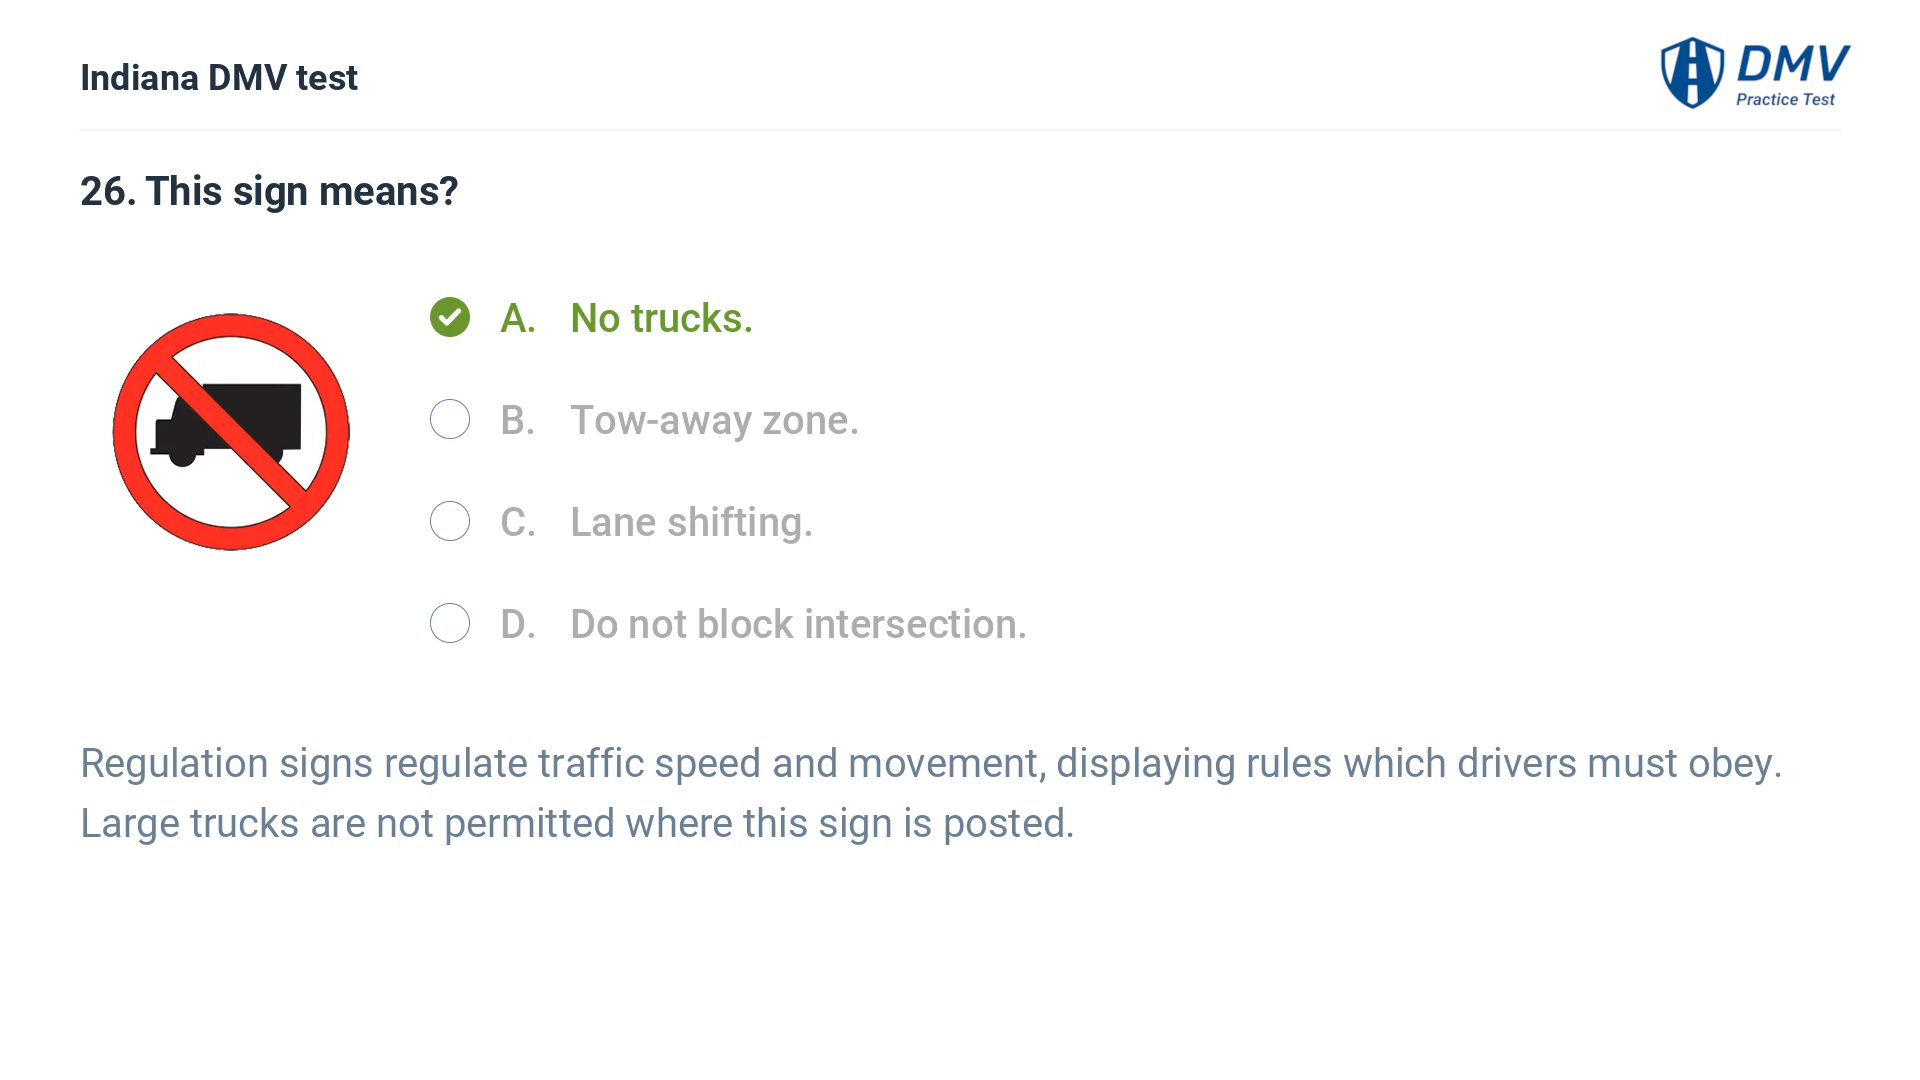 Indiana DMV test
DMV
Practice Test
26. This sign means?
A. No trucks.
B. Tow-away zone.
C. Lane shifting.
D. Do not block intersection.
Regulation signs regulate traffic speed and movement, displaying rules which drivers must obey.
Large trucks are not permitted where this sign is posted.